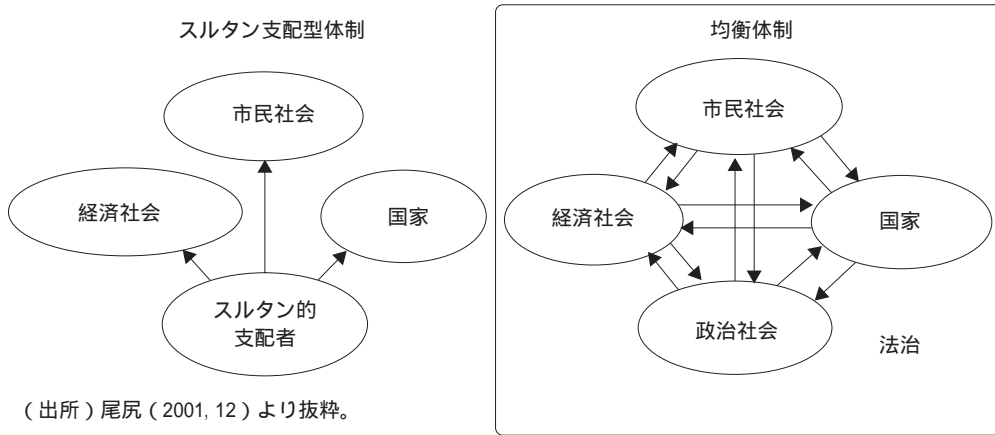 スルタン支配型体制
市民社会
経済社会
国家
スルタン的
支配者
(出所)尾尻(2001, 12)より抜粋。
均衡体制
市民社会
経済社会
国家
政治社会
法治